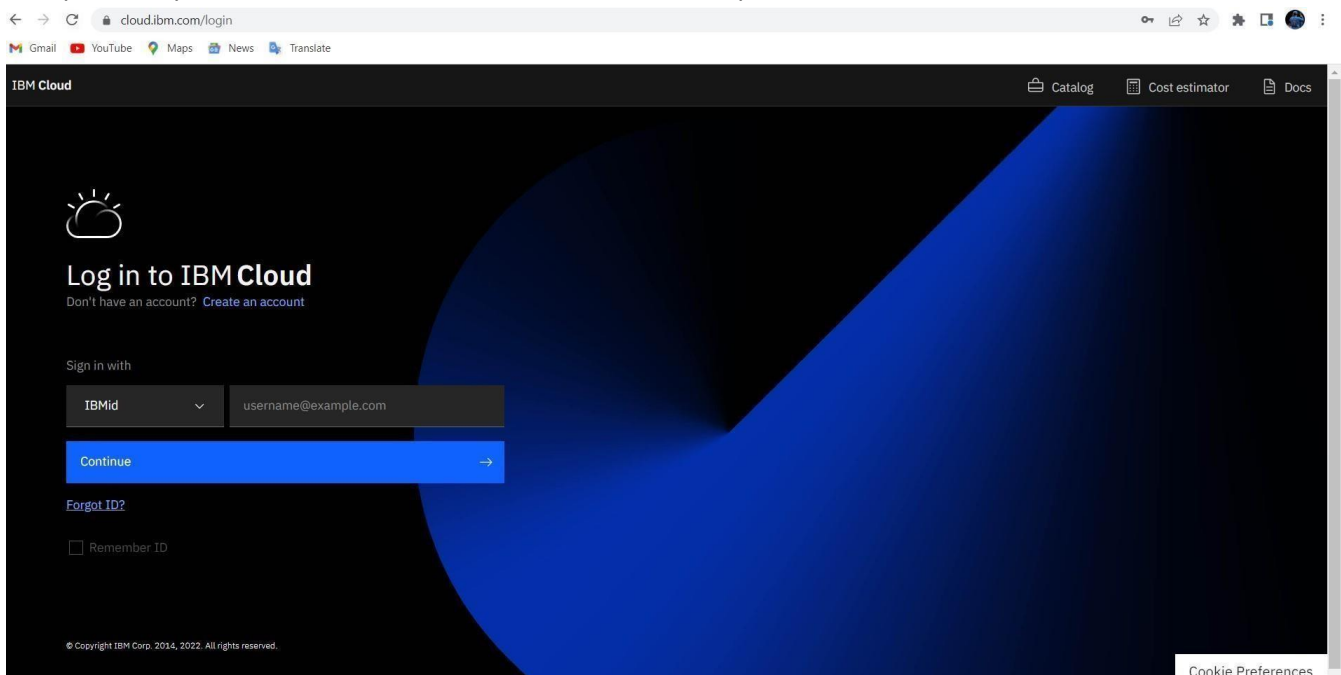 cloud.ibm.com/login
Gmail YouTube Maps News Translate
IBM Cloud Catalog Cost estimator Docs
Log in to IBM Cloud
Don't have an account? Create an account
Sign in with
IBMid username@example.com
Continue
Forgot ID?
Remember ID
© Copyright IBM Corp. 2014, 2022. All rights reserved.
Cookie Preferences